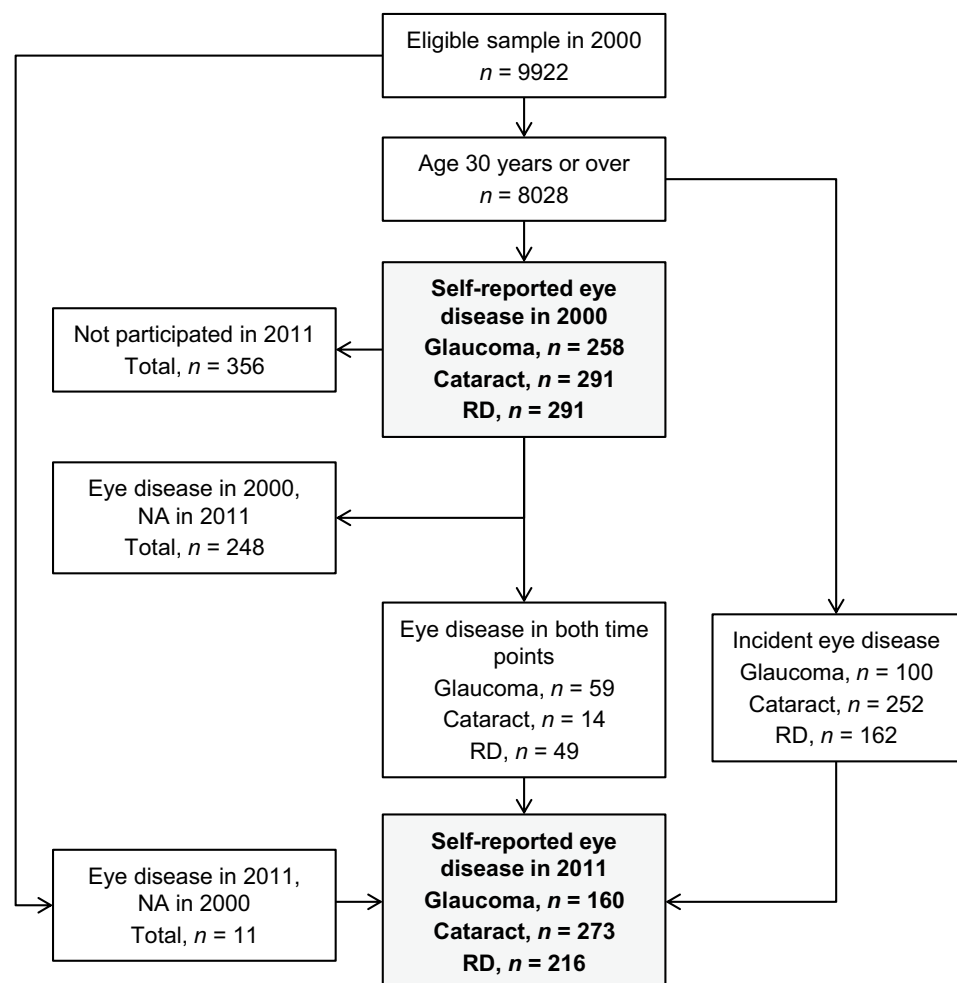 Eligible sample in 2000
n = 9922
Age 30 years or over
n = 8028
Self-reported eye
disease in 2000
Glaucoma, n = 258
Cataract, n = 291
RD, n = 291
Not participated in 2011
Total, n = 356
Eye disease in 2000,
NA in 2011
Total, n = 248
Eye disease in both time
points
Glaucoma, n = 59
Cataract, n = 14
RD, n = 49
Incident eye disease
Glaucoma, n = 100
Cataract, n = 252
RD, n = 162
Eye disease in 2011,
NA in 2000
Total, n = 11
Self-reported eye
disease in 2011
Glaucoma, n = 160
Cataract, n = 273
RD, n = 216